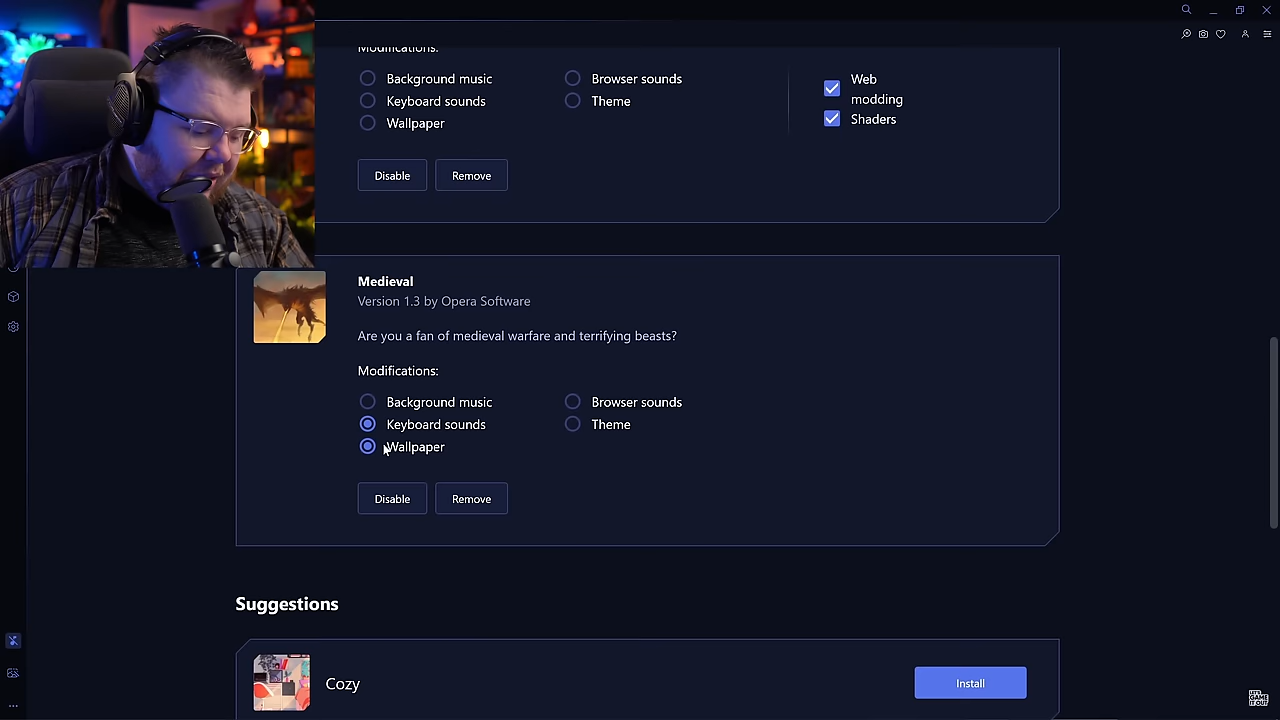 Modifications:
Background music
Browser sounds
Web
modding
Keyboard sounds
Theme
Shaders
Wallpaper
Disable
Remove
Medieval
Version 1.3 by Opera Software
Are you a fan of medieval warfare and terrifying beasts?
Modifications:
Background music
Browser sounds
Keyboard sounds
Theme
Wallpaper
Disable
Remove
Suggestions
Cozy
Install